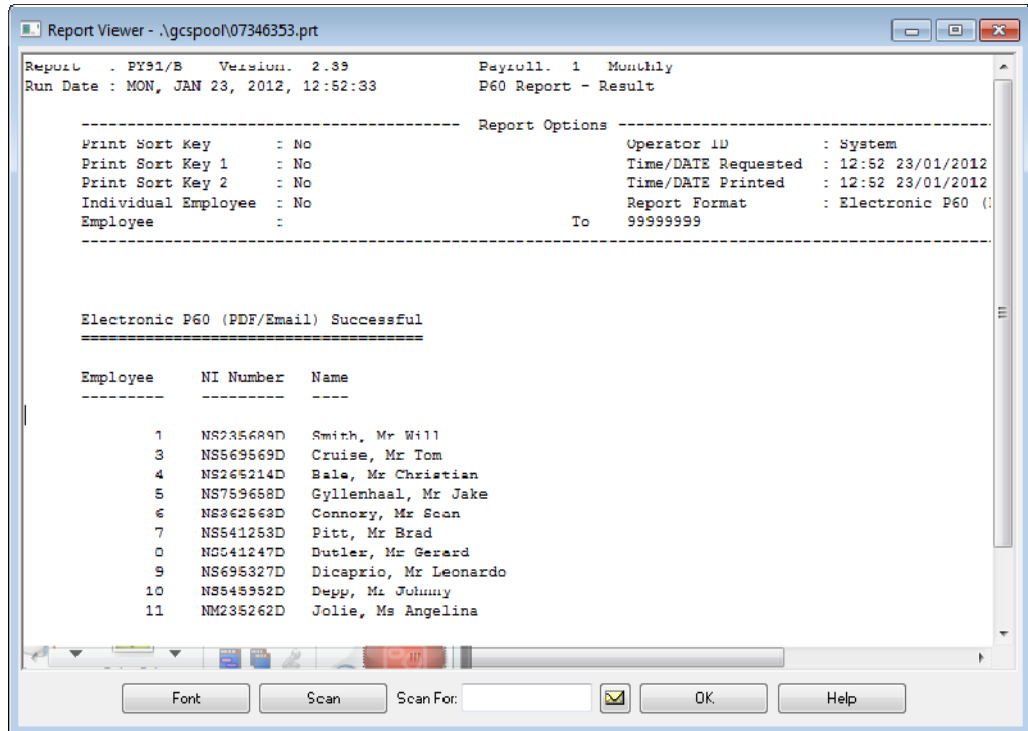 Report Viewer - .\gcspool\07346353.prt
Report : PY91/B Version: 2.39 Payroll: 1 Monthly
Run Date : MON, JAN 23, 2012, 12:52:33 P60 Report - Result
---------------------------------------- Report Options ----------------------------------------
Print Sort Key : No Operator ID : System
Print Sort Key 1 : No Time/DATE Requested : 12:52 23/01/2012
Print Sort Key 2 : No Time/DATE Printed : 12:52 23/01/2012
Individual Employee : No Report Format : Electronic P60 (
Employee : To 99999999
Electronic P60 (PDF/Email) Successful
=====================================
Employee NI Number Name
--------- --------- ----
1 NS235689D Smith, Mr Will
3 NS569569D Cruise, Mr Tom
4 NS265214D Bale, Mr Christian
5 NS759658D Gyllenhaal, Mr Jake
6 NS362563D Connory, Mr Sean
7 NS541253D Pitt, Mr Brad
8 Butler, Mr Gerard
9 NS695327D Dicaprio, Mr Leonardo
10 NS545952D Depp, Mr Johnny
11 NM235262D Jolie, Ms Angelina
Font Scan Scan For: OK Help